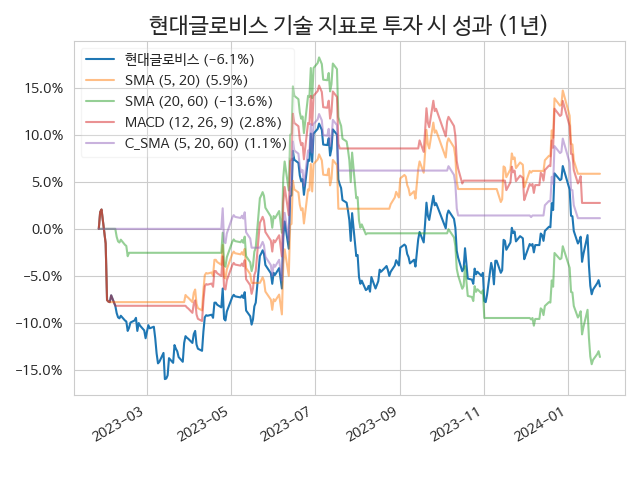 현대글로비스 기술 지표로 투자 시 성과 (1년)
현대글로비스 (−6.1%)
SMA (5, 20) (5.9%)
SMA (20, 60) (−13.6%)
MACD (12, 26, 9) (2.8%)
C_SMA (5, 20, 60) (1.1%)
15.0%
10.0%
5.0%
0.0%
−5.0%
−10.0%
−15.0%
2023-03
2023-05
2023-07
2023-09
2023-11
2024-01